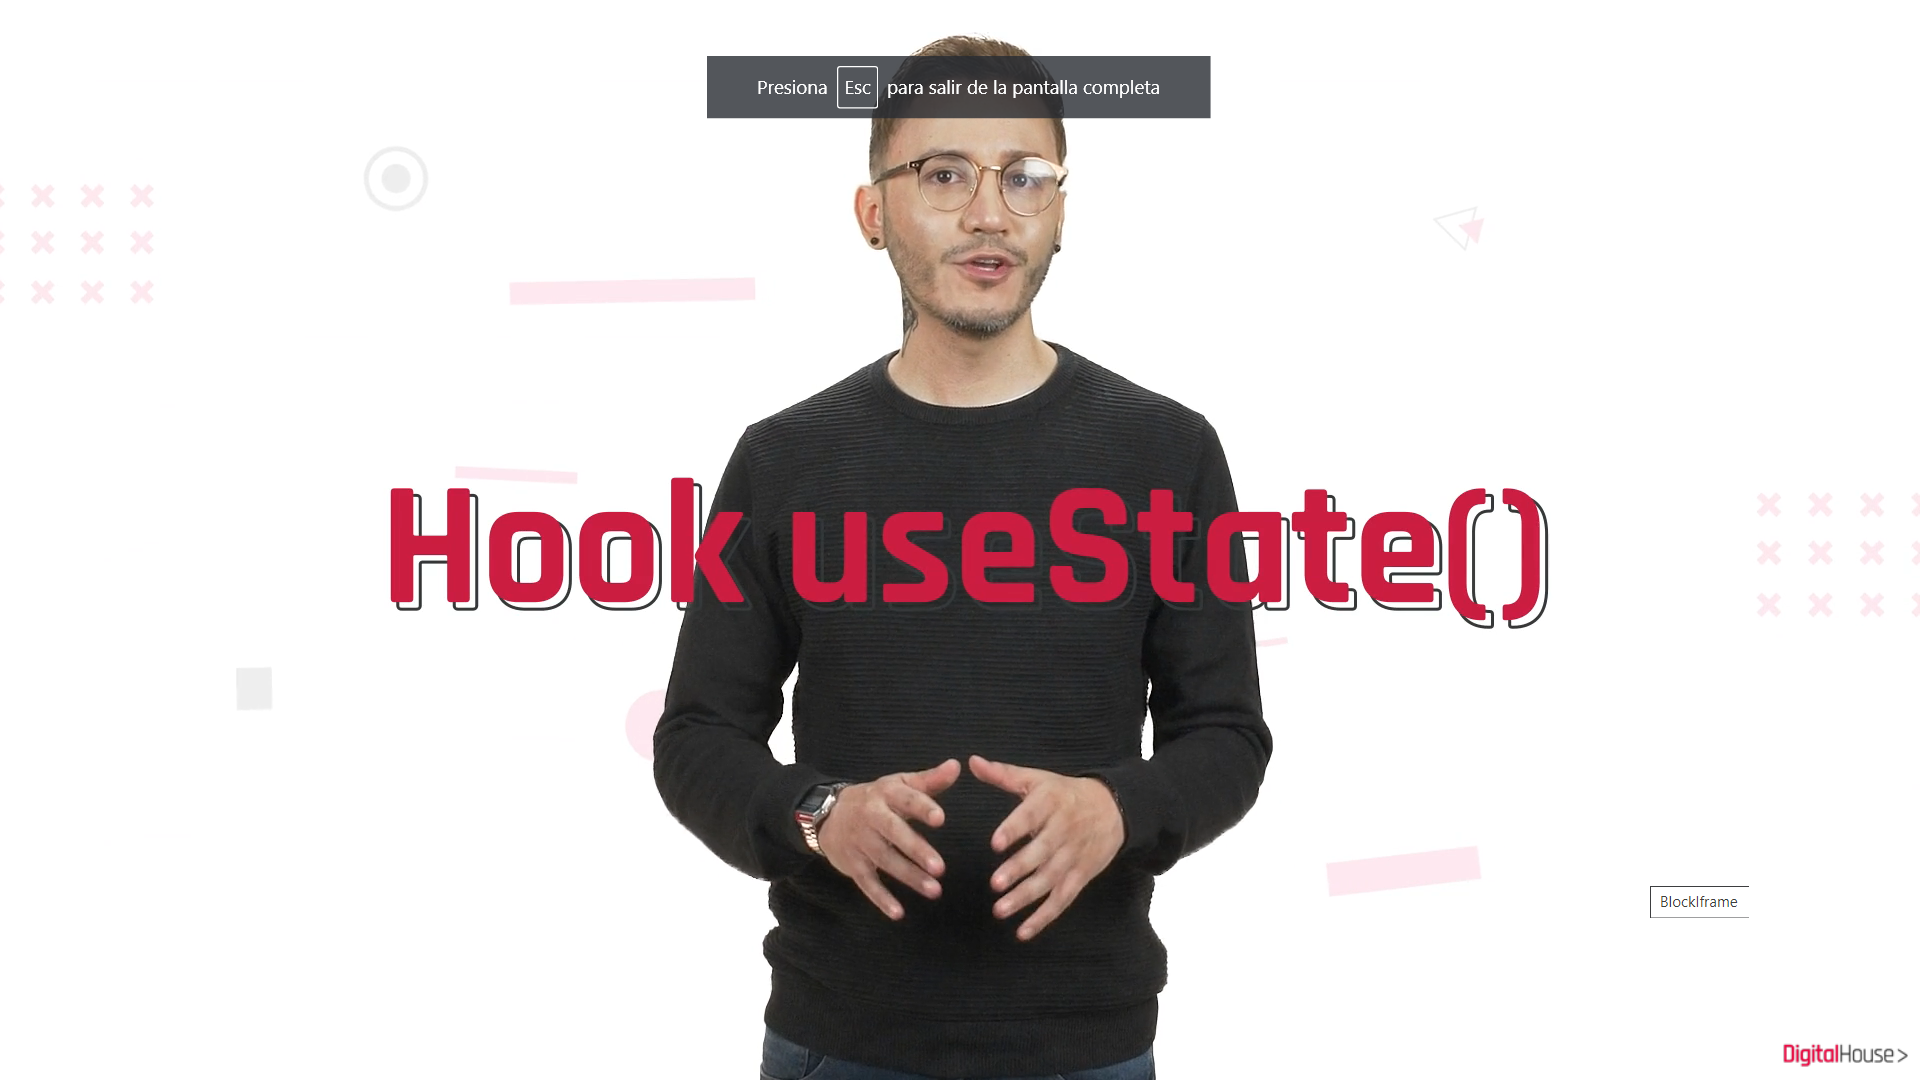 Presiona Esc para salir de la pantalla completa
Hook useState()
BlockIframe
DigitalHouse>